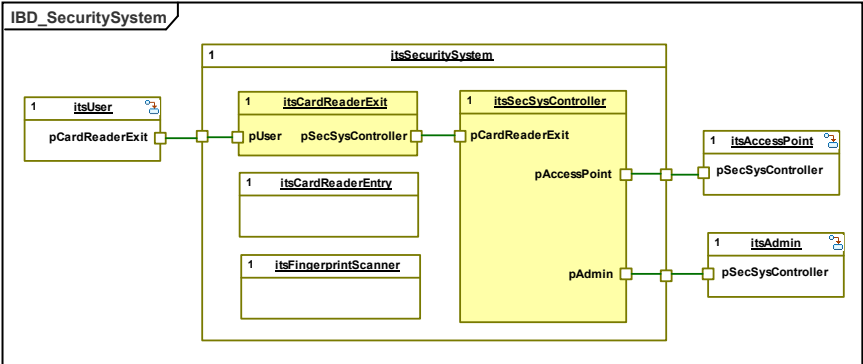 IBD_SecuritySystem
1 itsSecuritySystem
1 itsUser
pCardReaderExit
1 itsCardReaderExit
pUser pSecSysController
1 itsSecSysController
pCardReaderExit
pAccessPoint
pAdmin
1 itsCardReaderEntry
1 itsFingerprintScanner
1 itsAccessPoint
pSecSysController
1 itsAdmin
pSecSysController